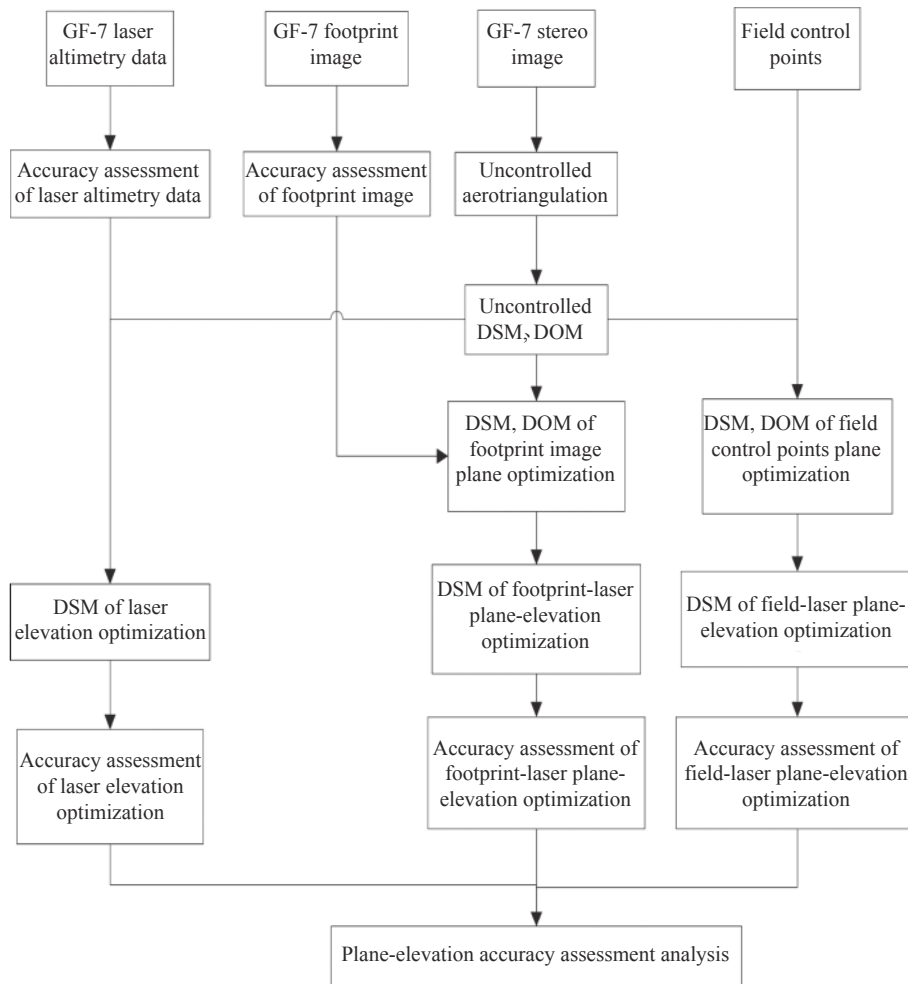 GF-7 laser
altimetry data
GF-7 footprint
image
GF-7 stereo
image
Field control
points
Accuracy assessment
of laser altimetry data
Accuracy assessment
of footprint image
Uncontrolled
aerotriangulation
Uncontrolled
DSM、DOM
DSM, DOM of
footprint image
plane optimization
DSM, DOM of field
control points plane
optimization
DSM of laser
elevation optimization
DSM of footprint-laser
plane-elevation
optimization
DSM of field-laser plane-
elevation optimization
Accuracy assessment
of laser elevation
optimization
Accuracy assessment of
footprint-laser plane-
elevation optimization
Accuracy assessment of
field-laser plane-elevation
optimization
Plane-elevation accuracy assessment analysis